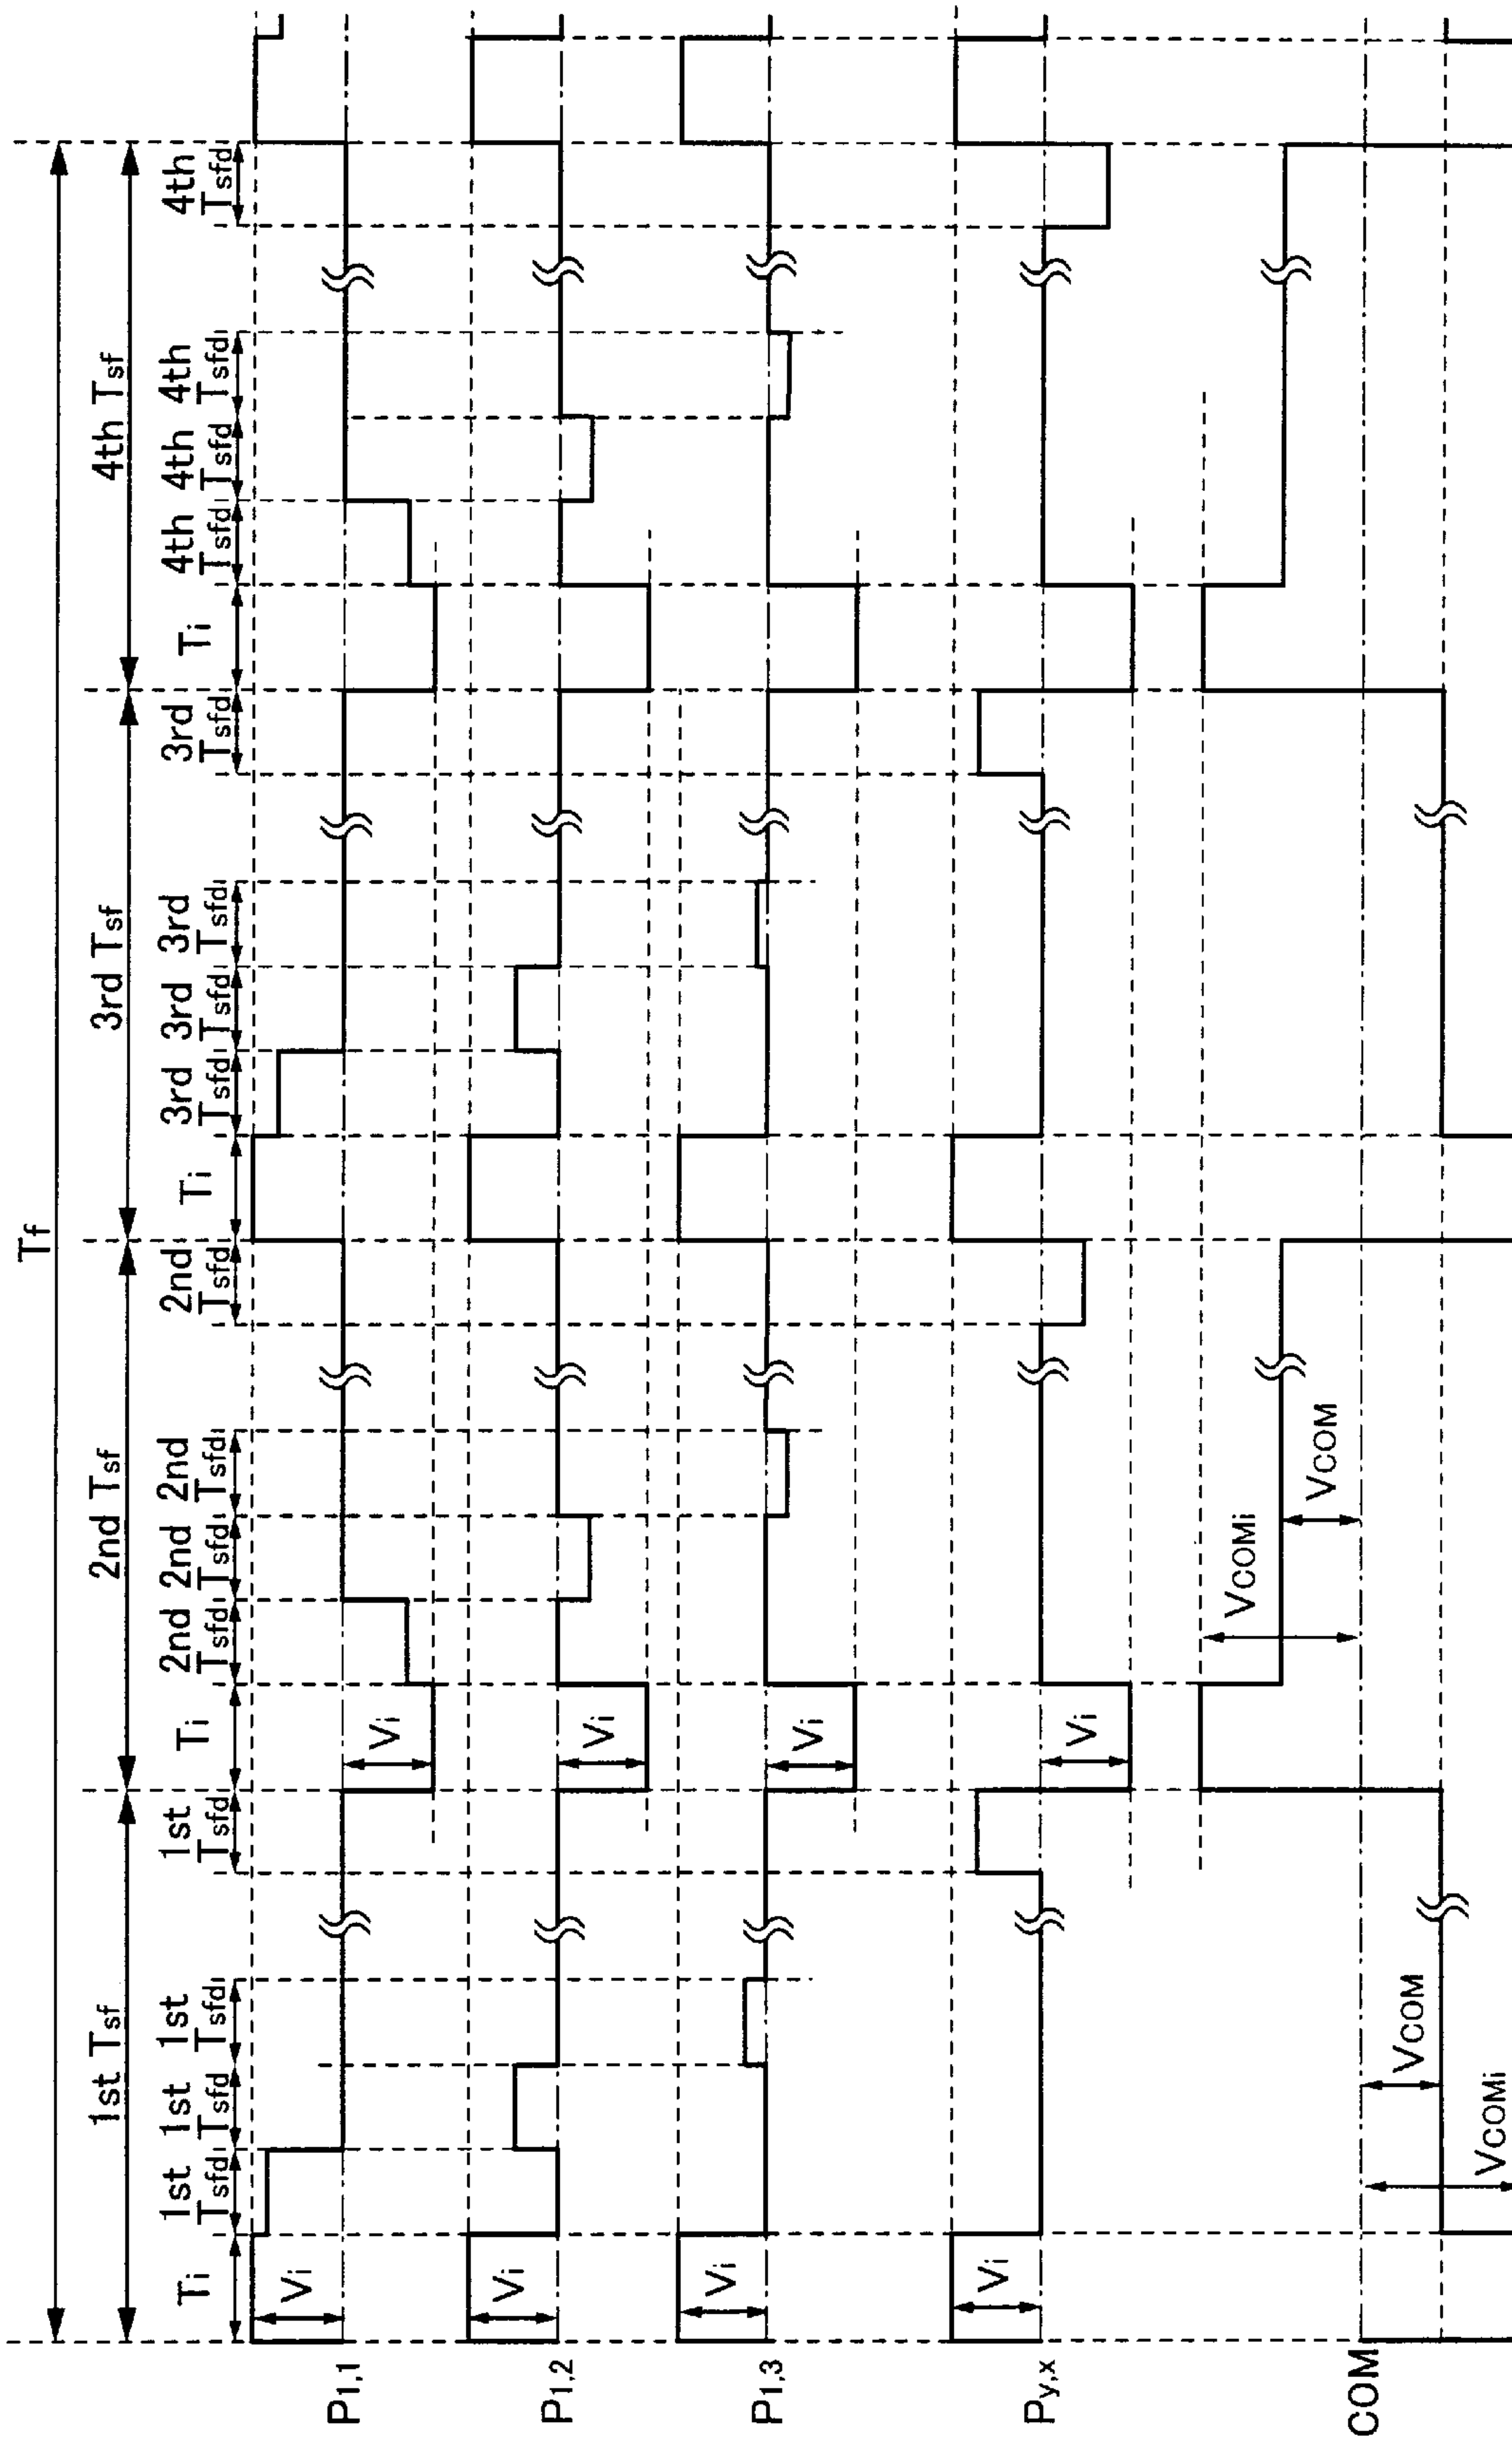 Tf
1st Tsf 2nd Tsf 3rd Tsf 4th Tsf
Ti 1st 1st 1st 1st Ti 2nd 2nd 2nd 2nd Ti 3rd 3rd 3rd 3rd Ti 4th 4th 4th 4th
Tsfd Tsfd Tsfd Tsfd Tsfd Tsfd Tsfd Tsfd Tsfd Tsfd Tsfd Tsfd Tsfd Tsfd Tsfd Tsfd
Vi
P1,1
Vi
Vi
P1,2
Vi
Vi
P1,3
Vi
Vi
Py,x
Vi
VCOMi
VCOM
COM
VCOM
VCOMi